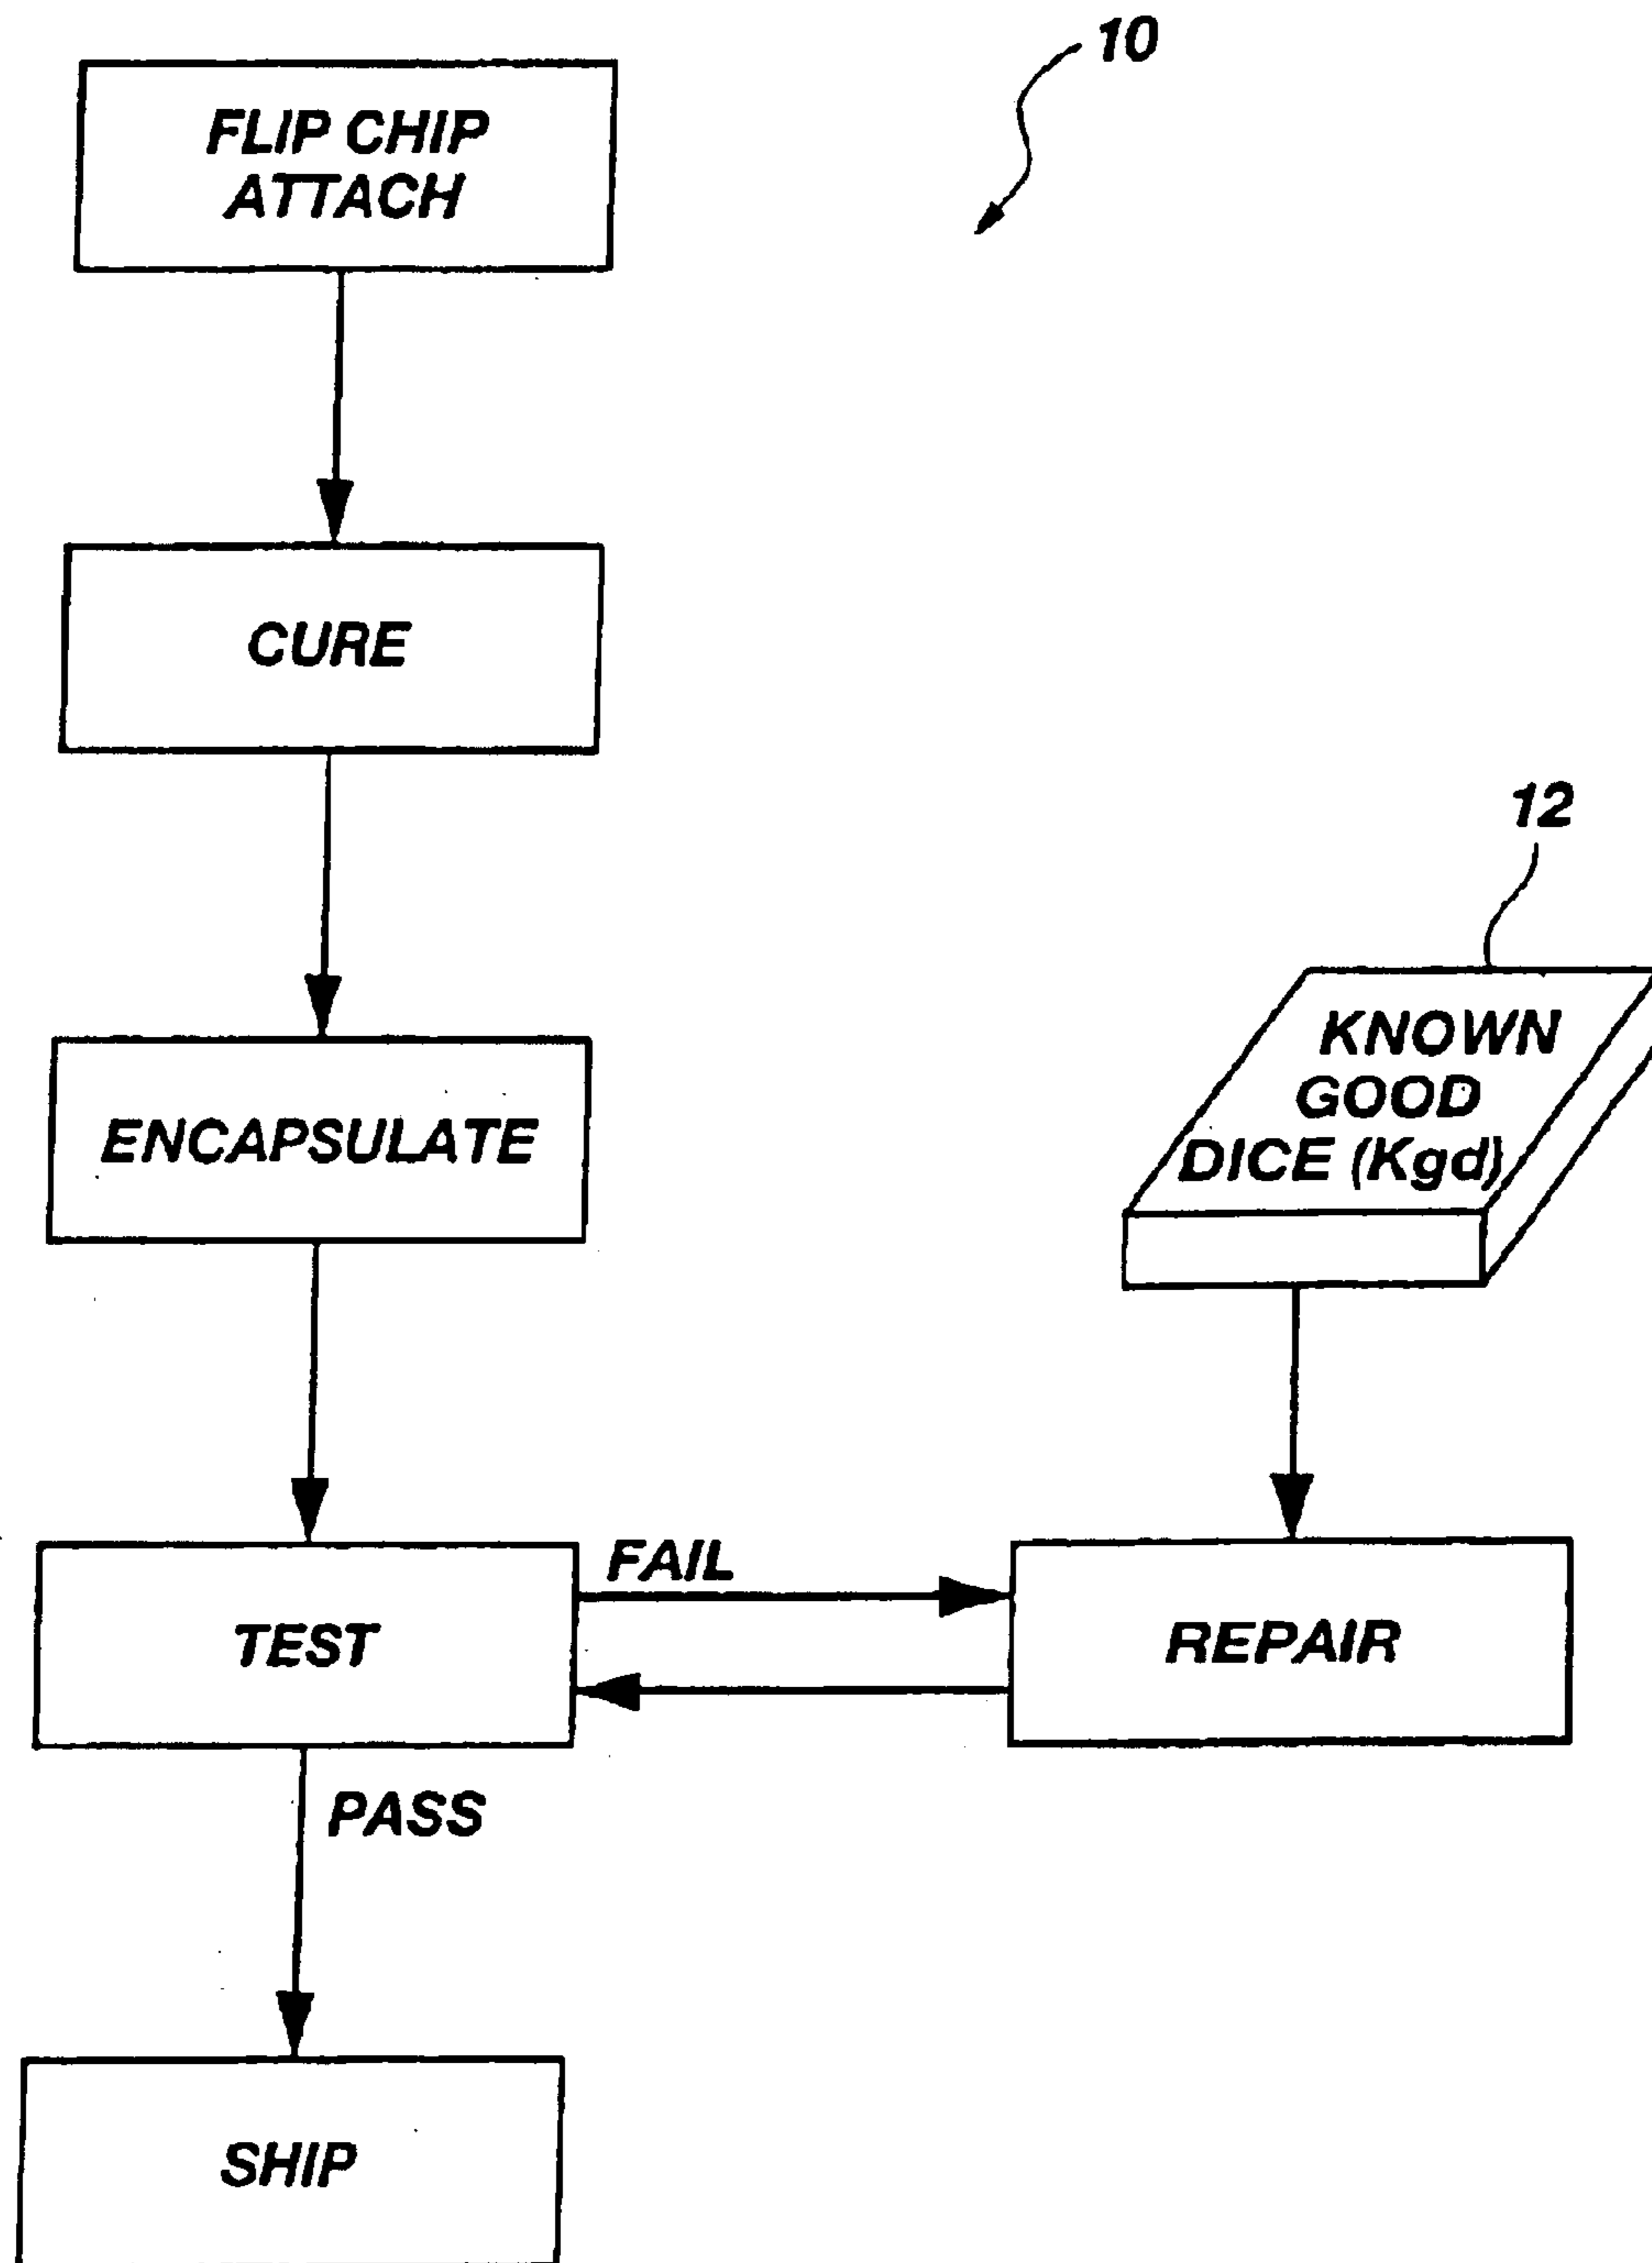 10
FLIP CHIP
ATTACH
CURE
12
ENCAPSULATE
KNOWN
GOOD
DICE (Kgd)
FAIL
TEST
REPAIR
PASS
SHIP